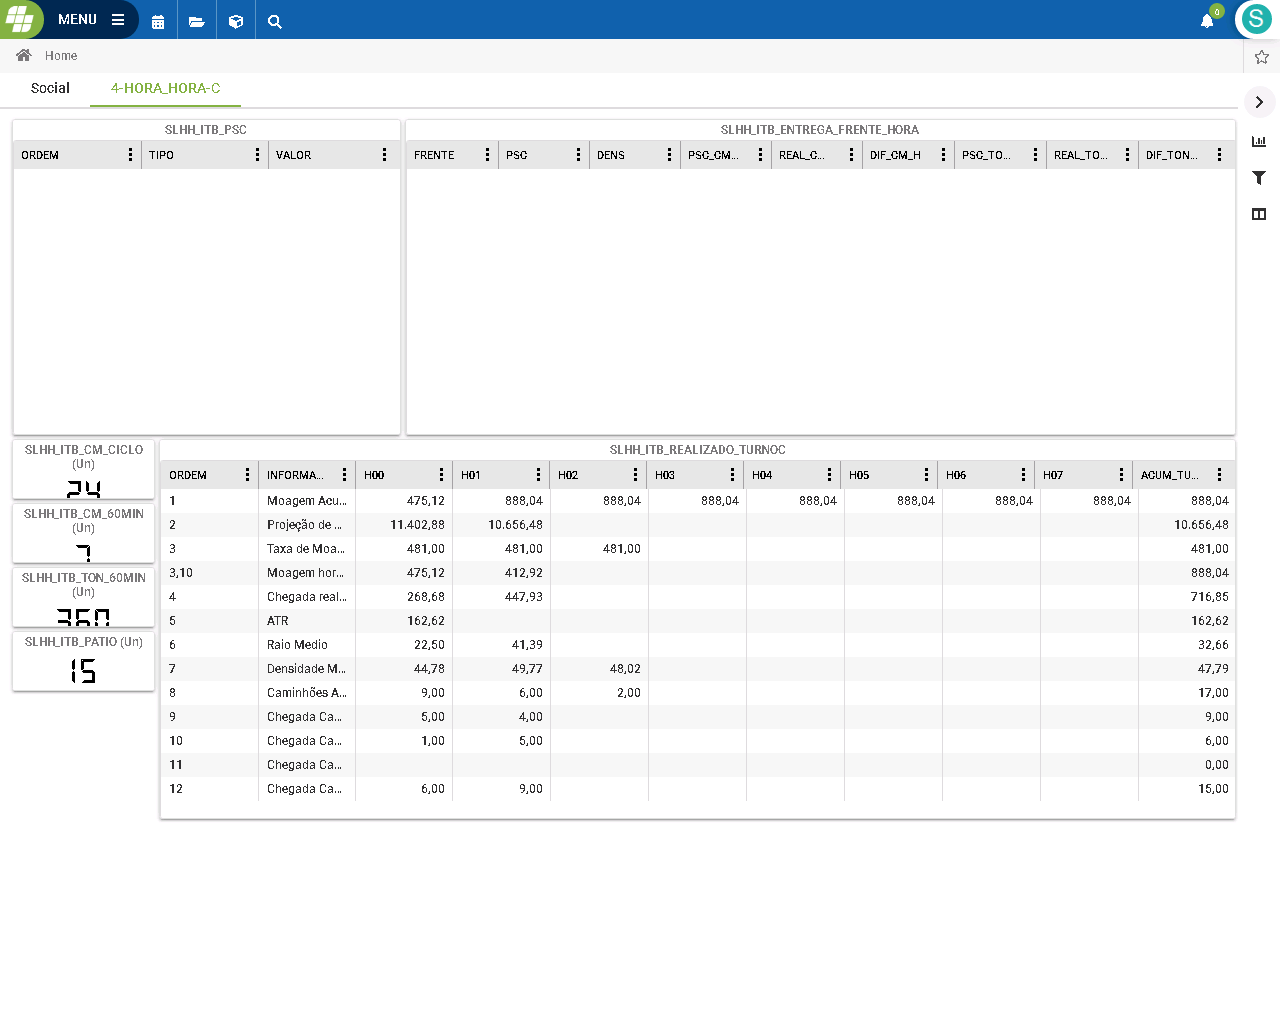 MENU
0
S
Home
Social 4-HORA_HORA-C
SLHH_ITB_PSC
ORDEM TIPO VALOR
SLHH_ITB_ENTREGA_FRENTE_HORA
FRENTE PSC DENS PSC_CM... REAL_C... DIF_CM_H PSC_TO... REAL_TO... DIF_TON...
SLHH_ITB_CM_CICLO
(Un)
24
SLHH_ITB_CM_60MIN
(Un)
7
SLHH_ITB_TON_60MIN
(Un)
360
SLHH_ITB_PATIO (Un)
15
SLHH_ITB_REALIZADO_TURNOC
ORDEM INFORMA... H00 H01 H02 H03 H04 H05 H06 H07 ACUM_TU...
1 Moagem Acu... 475,12 888,04 888,04 888,04 888,04 888,04 888,04 888,04 888,04
2 Projeção de ... 11.402,88 10.656,48 10.656,48
3 Taxa de Moa... 481,00 481,00 481,00 481,00
3,10 Moagem hor... 475,12 412,92 888,04
4 Chegada real... 268,68 447,93 716,85
5 ATR 162,62 162,62
6 Raio Medio 22,50 41,39 32,66
7 Densidade M... 44,78 49,77 48,02 47,79
8 Caminhões A... 9,00 6,00 2,00 17,00
9 Chegada Ca... 5,00 4,00 9,00
10 Chegada Ca... 1,00 5,00 6,00
11 Chegada Ca... 0,00
12 Chegada Ca... 6,00 9,00 15,00